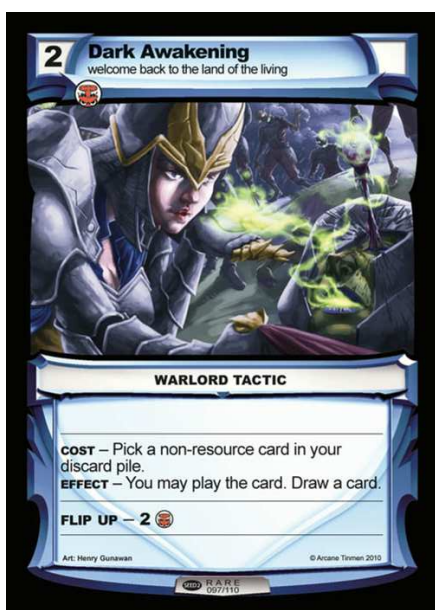 2
Dark Awakening
welcome back to the land of the living
WARLORD TACTIC
COST – Pick a non-resource card in your
discard pile.
EFFECT – You may play the card. Draw a card.
FLIP UP – 2
Art: Henry Gunawan
© Arcane Tinmen 2010
SEED2 RARE
097/110